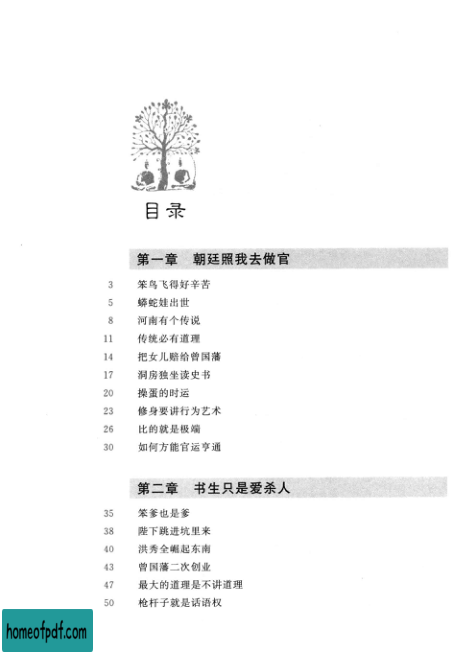 目录
第一章 朝廷照我去做官
3 笨鸟飞得好辛苦
5 蟒蛇娃出世
8 河南有个传说
11 传统必有道理
14 把女儿赔给曾国藩
17 洞房独坐读史书
20 操蛋的时运
23 修身要讲行为艺术
26 比的就是极端
30 如何方能官运亨通
第二章 书生只是爱杀人
35 笨爹也是爹
38 陛下跳进坑里来
40 洪秀全崛起东南
43 曾国藩二次创业
47 最大的道理是不讲道理
50 枪杆子就是话语权
homeofpdf.com